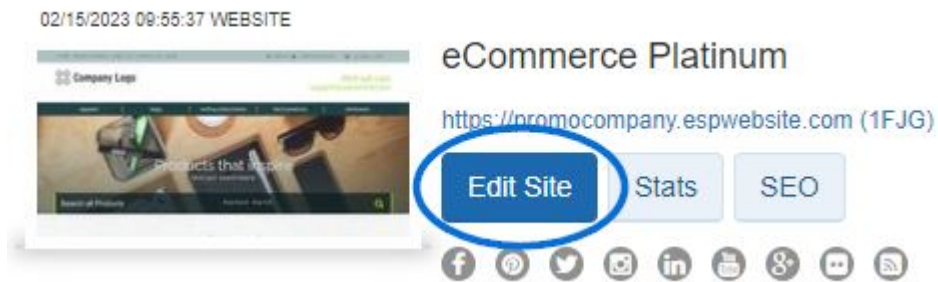 02/15/2023 09:55:37 WEBSITE
eCommerce Platinum
Company Logo
https://promocompany.espwebsite.com (1FJG)
Products that inspire
Edit Site
Stats
SEO
Search all Products